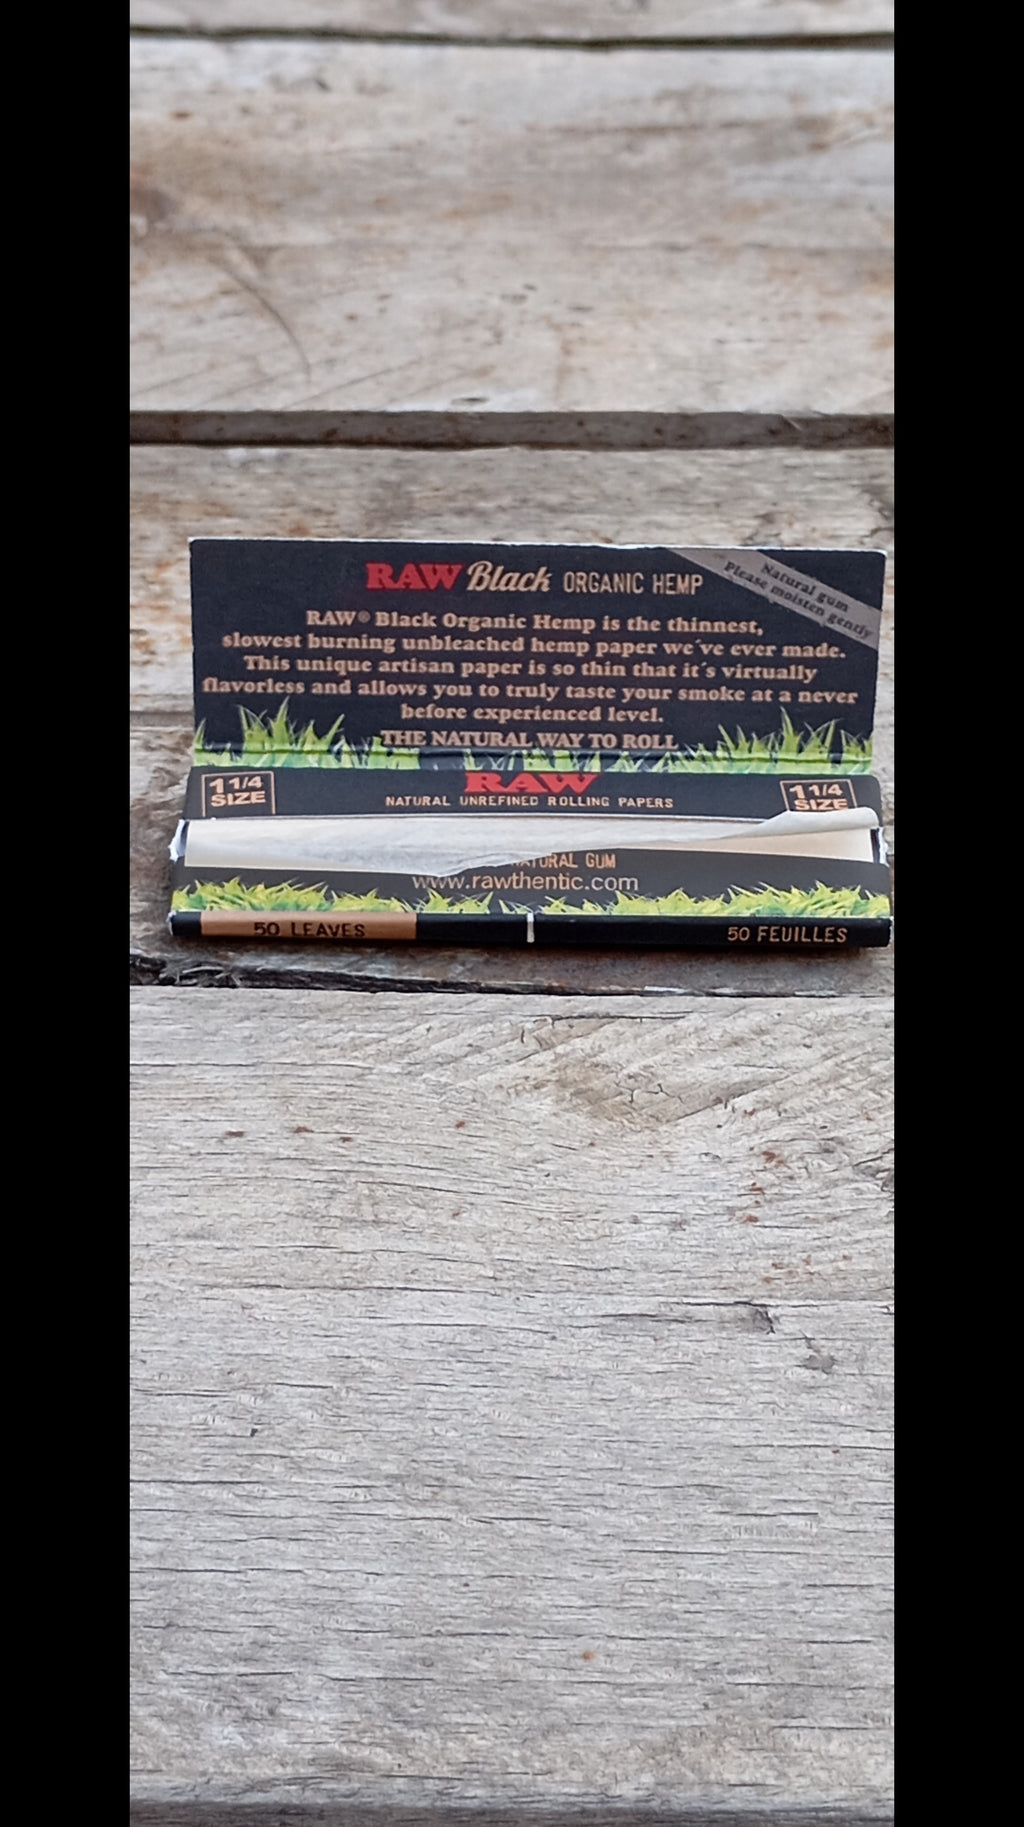 RAW Black ORGANIC HEMP
Natural gum
Please moisten gently
RAW® Black Organic Hemp is the thinnest,
slowest burning unbleached hemp paper we´ve ever made.
This unique artisan paper is so thin that it´s virtually
flavorless and allows you to truly taste your smoke at a never
before experienced level.
THE NATURAL WAY TO ROLL
1 1/4 SIZE
RAW
NATURAL UNREFINED ROLLING PAPERS
1 1/4 SIZE
NATURAL GUM
www.rawthentic.com
50 LEAVES
50 FEUILLES